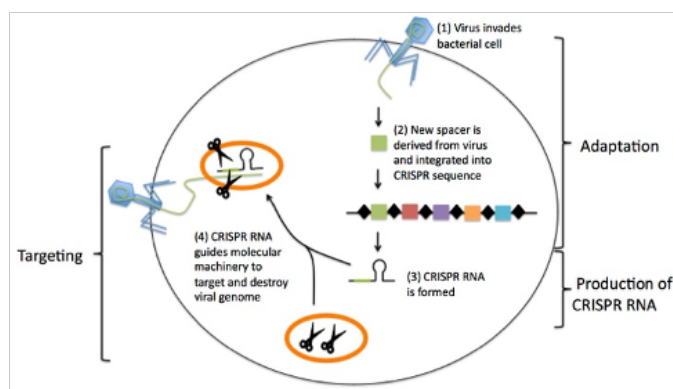 (1) Virus invades
bacterial cell
(2) New spacer is
derived from virus
and integrated into
CRISPR sequence
Adaptation
Targeting
(4) CRISPR RNA
guides molecular
machinery to
target and destroy
viral genome
(3) CRISPR RNA
is formed
Production of
CRISPR RNA